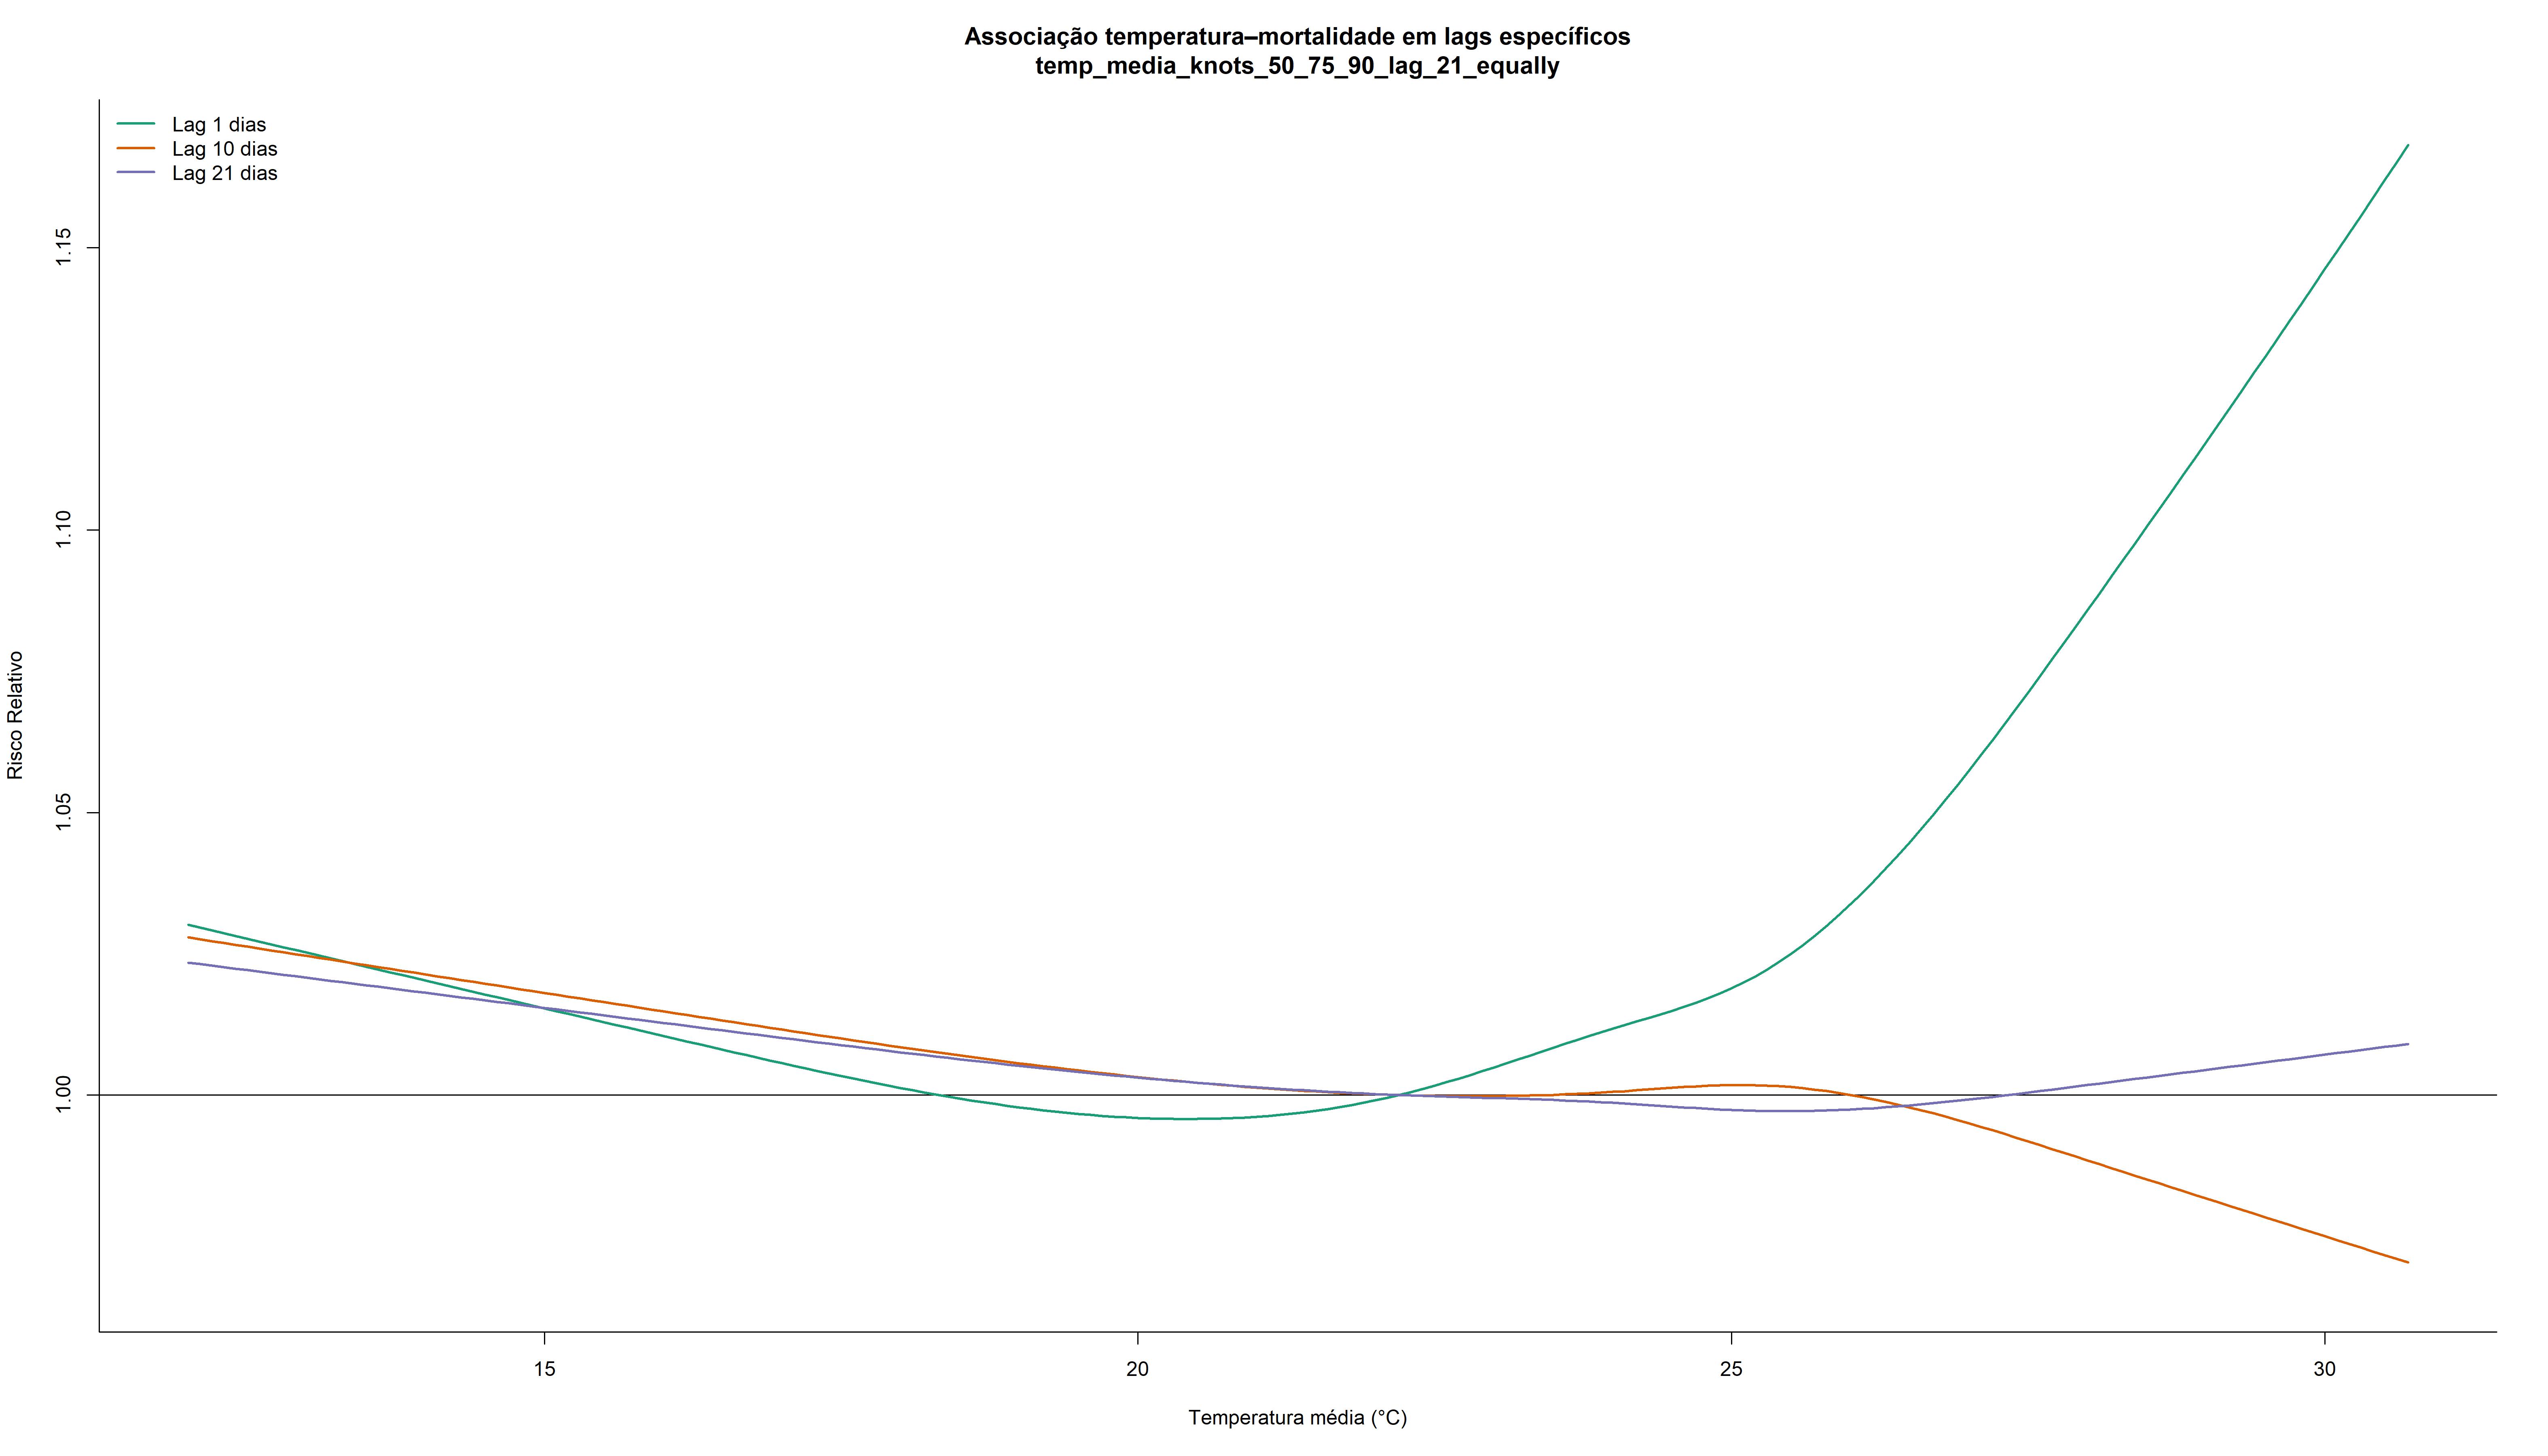 Associação temperatura–mortalidade em lags específicos
temp_media_knots_50_75_90_lag_21_equally
Lag 1 dias
Lag 10 dias
Lag 21 dias
1.15
1.10
1.05
1.00
Risco Relativo
15
20
25
30
Temperatura média (°C)